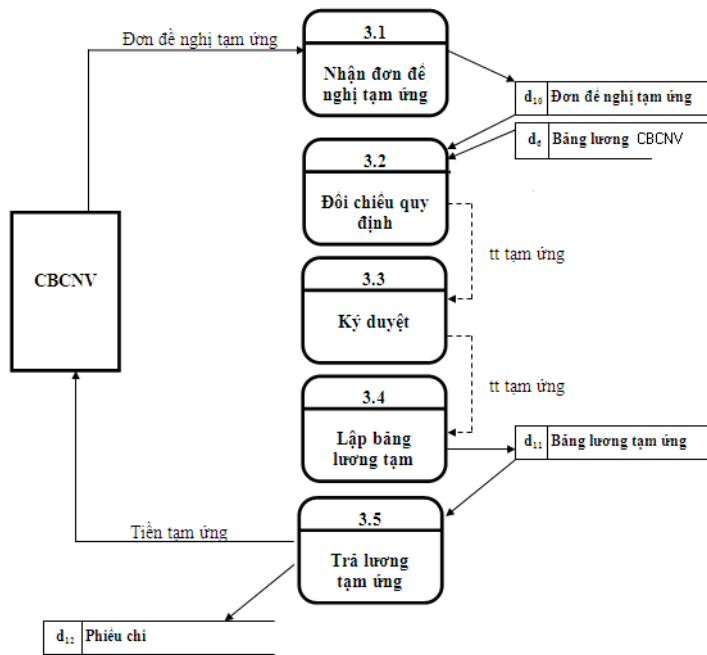 Đơn đề nghị tạm ứng
3.1
Nhận đơn đề
nghị tạm ứng
d₁₀ Đơn đề nghị tạm ứng
d₆ Bảng lương CBCNV
3.2
Đối chiếu quy
định
tt tạm ứng
CBCNV
3.3
Ký duyệt
tt tạm ứng
3.4
Lập bảng
lương tạm
d₁₁ Bảng lương tạm ứng
3.5
Trả lương
tạm ứng
Tiền tạm ứng
d₁₂ Phiếu chi